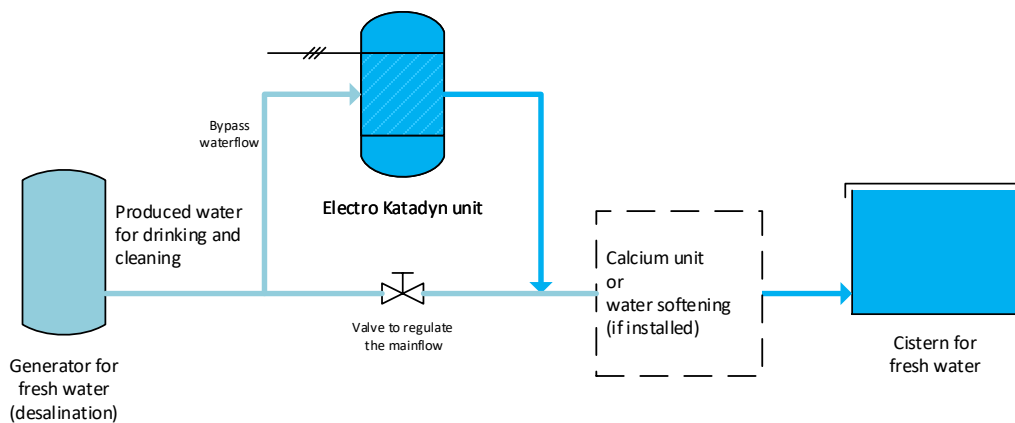 Bypass
waterflow
Electro Katadyn unit
Produced water
for drinking and
cleaning
Valve to regulate
the mainflow
Calcium unit
or
water softening
(if installed)
Generator for
fresh water
(desalination)
Cistern for
fresh water